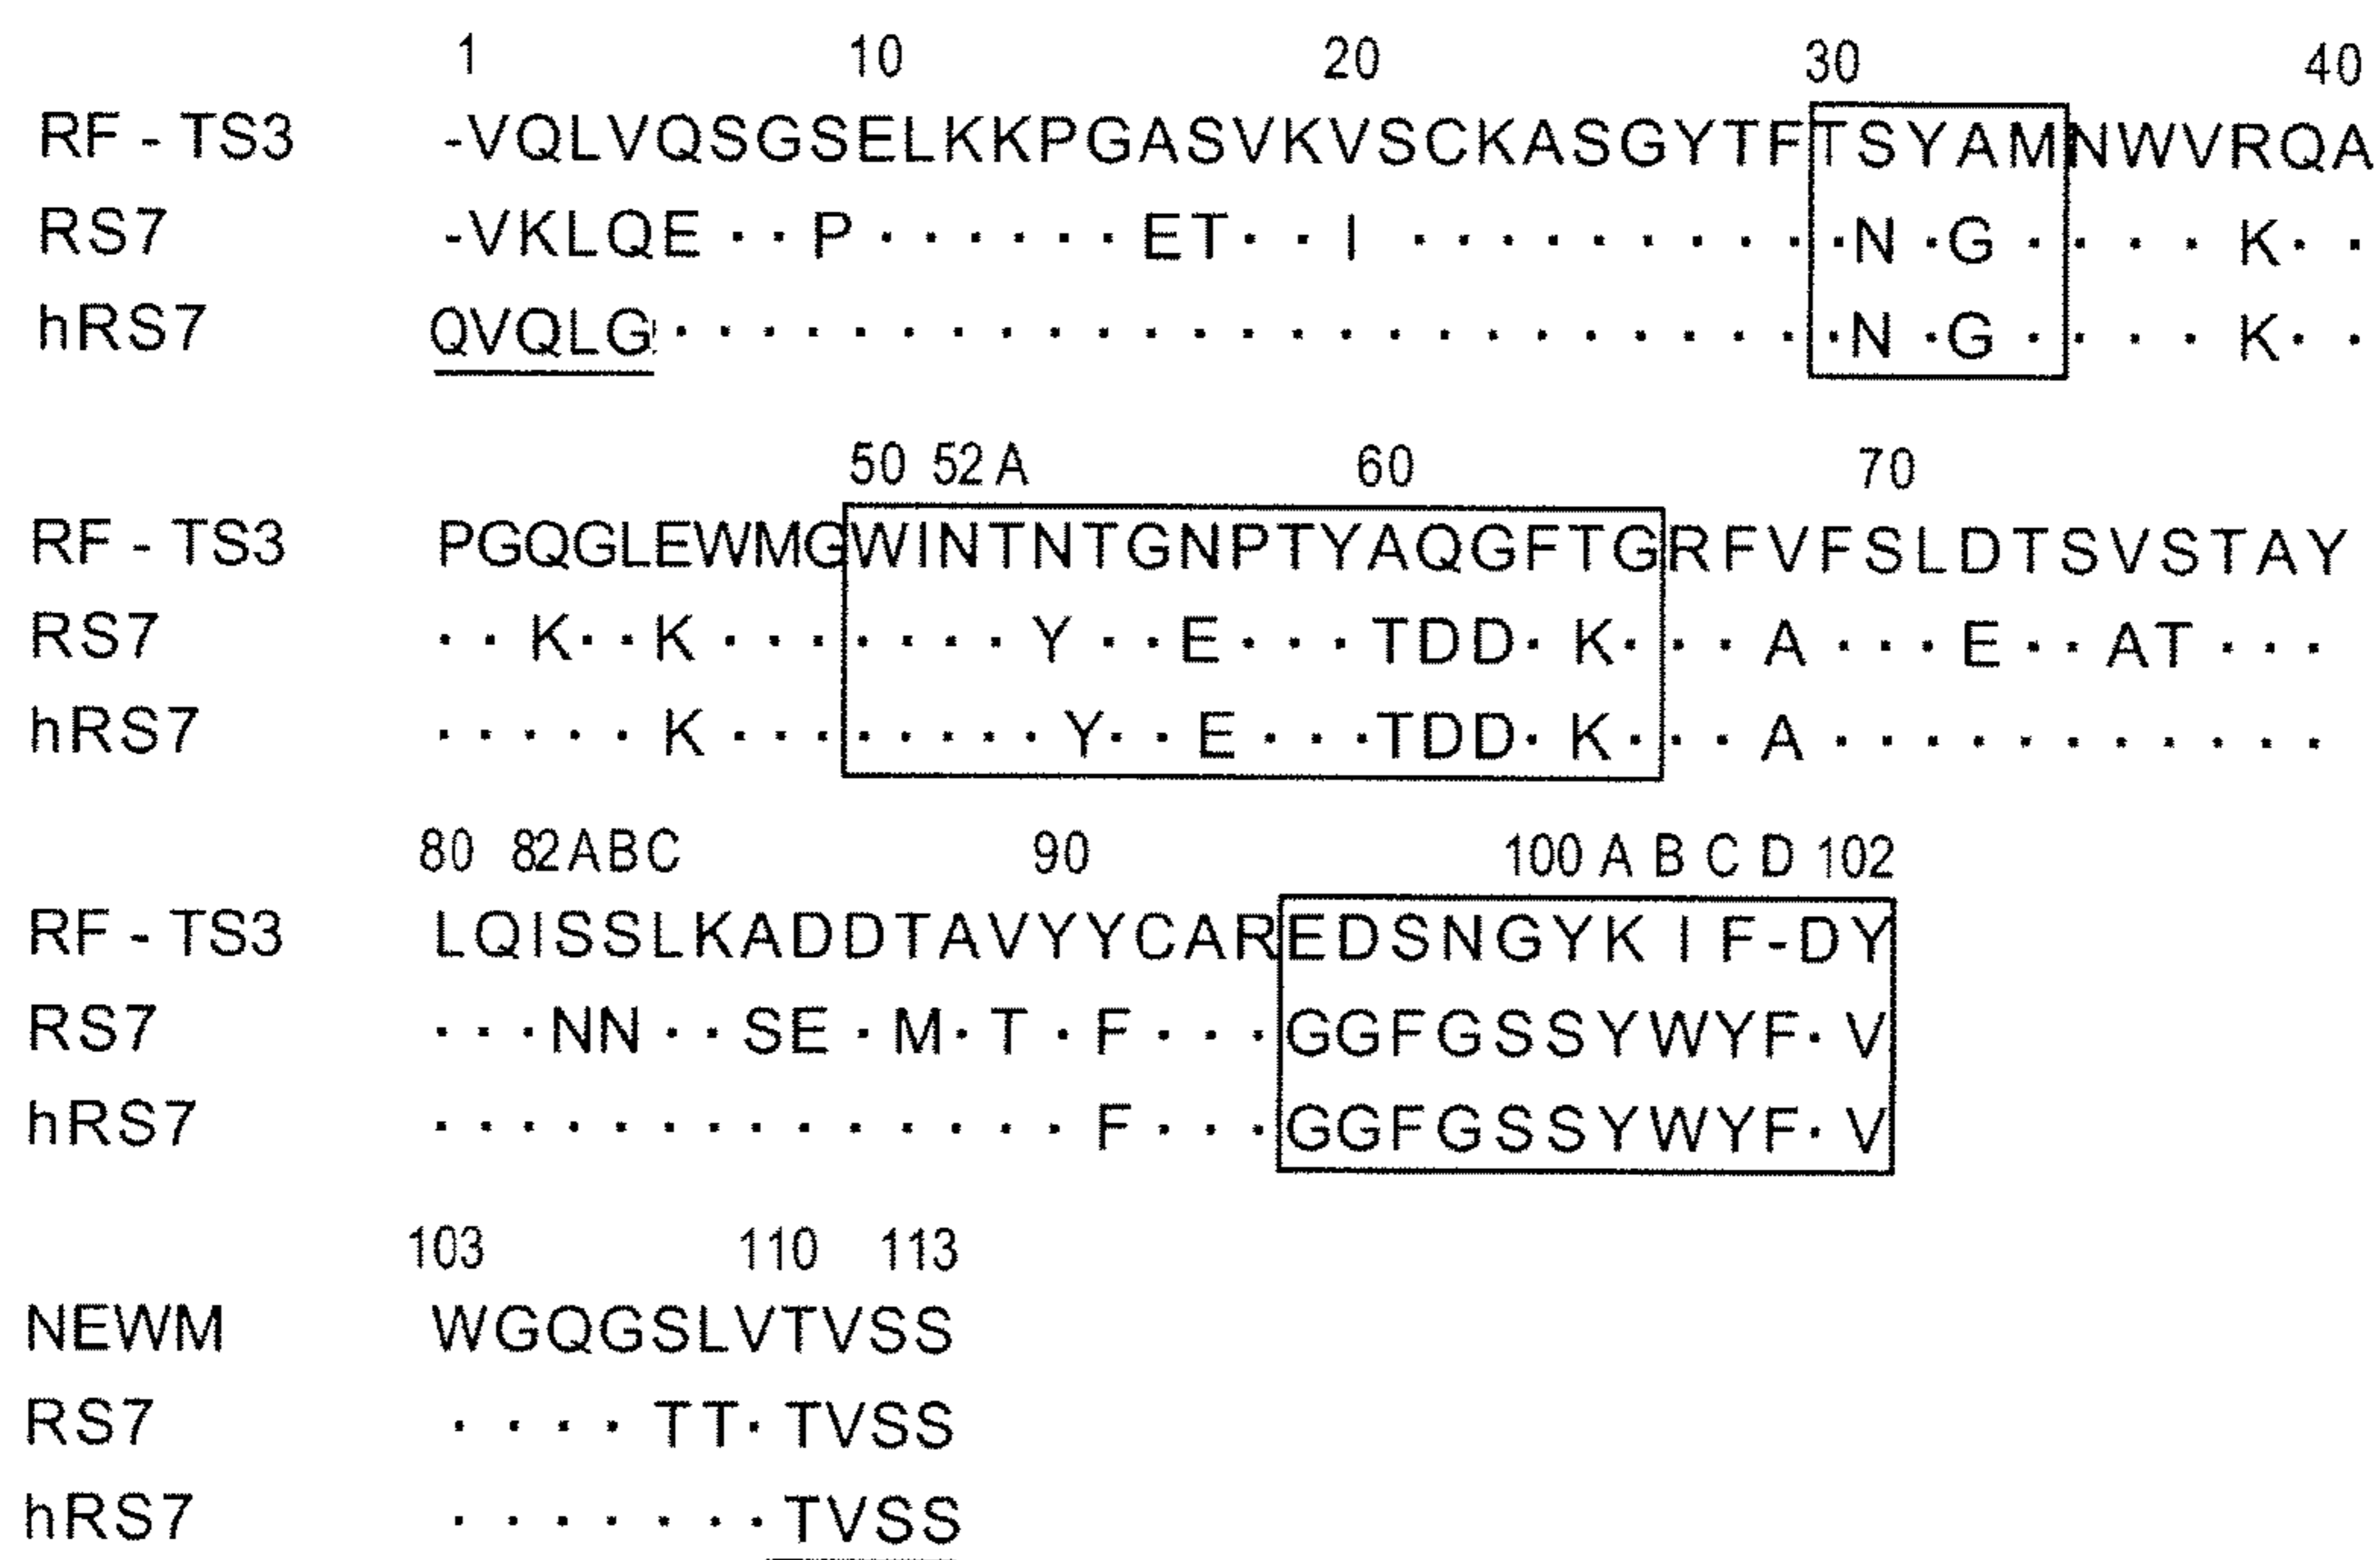 1 10 20 30 40
RF - TS3 -VQLVQSGSELKKPGASVKVSCKASGYTFTSYAMNWVRQA
RS7 -VKLQE··P······ET··I··········N·G····K··
hRS7 QVQLG························N·G····K··
50 52 A 60 70
RF - TS3 PGQGLEWMGWINTNTGNPTYAQGFTGRFVFSLDTSVSTAY
RS7 ··K··K·······Y··E···TDD·K···A···E··AT···
hRS7 ·····K········Y··E···TDD·K···A···········
80 82ABC 90 100 A B C D 102
RF - TS3 LQISSLKADDTAVYYCAREDSNGYKIF-DY
RS7 ···NN··SE·M·T·F···GGFGSSYWYF·V
hRS7 ··············F···GGFGSSYWYF·V
103 110 113
NEWM WGQGSLVTVSS
RS7 ····TT·TVSS
hRS7 ·······TVSS